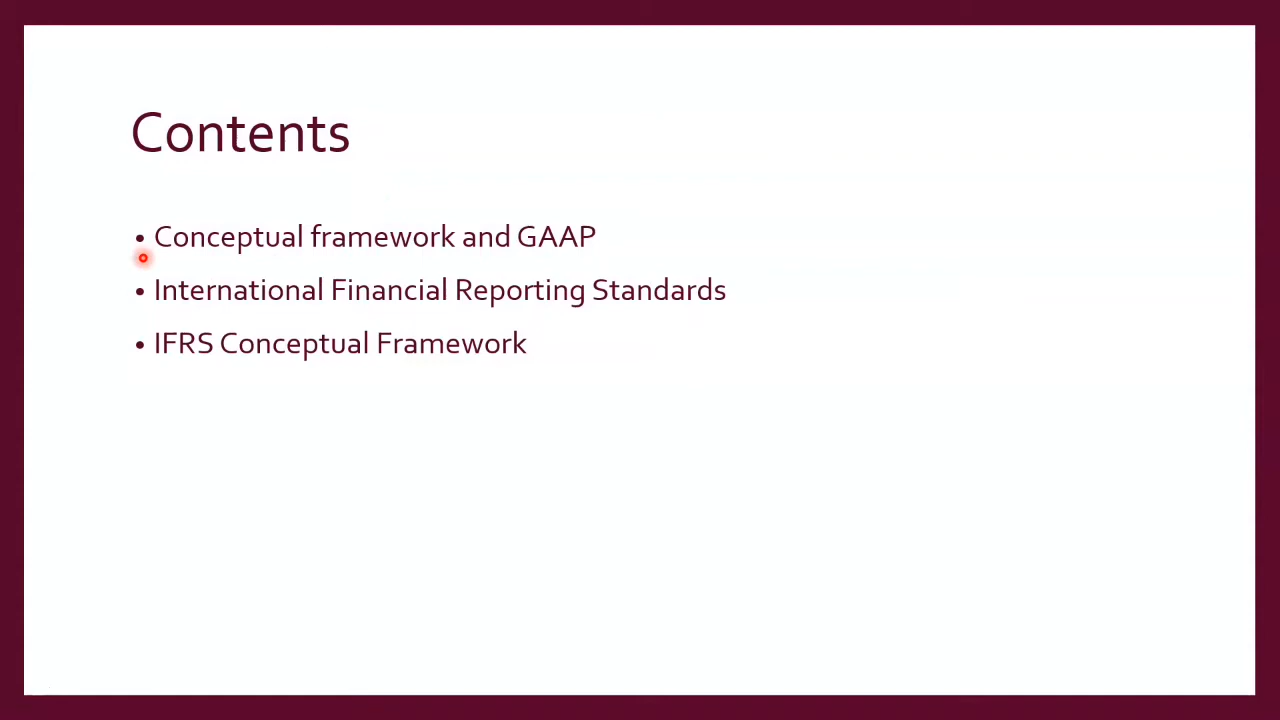 Contents
• Conceptual framework and GAAP
• International Financial Reporting Standards
• IFRS Conceptual Framework